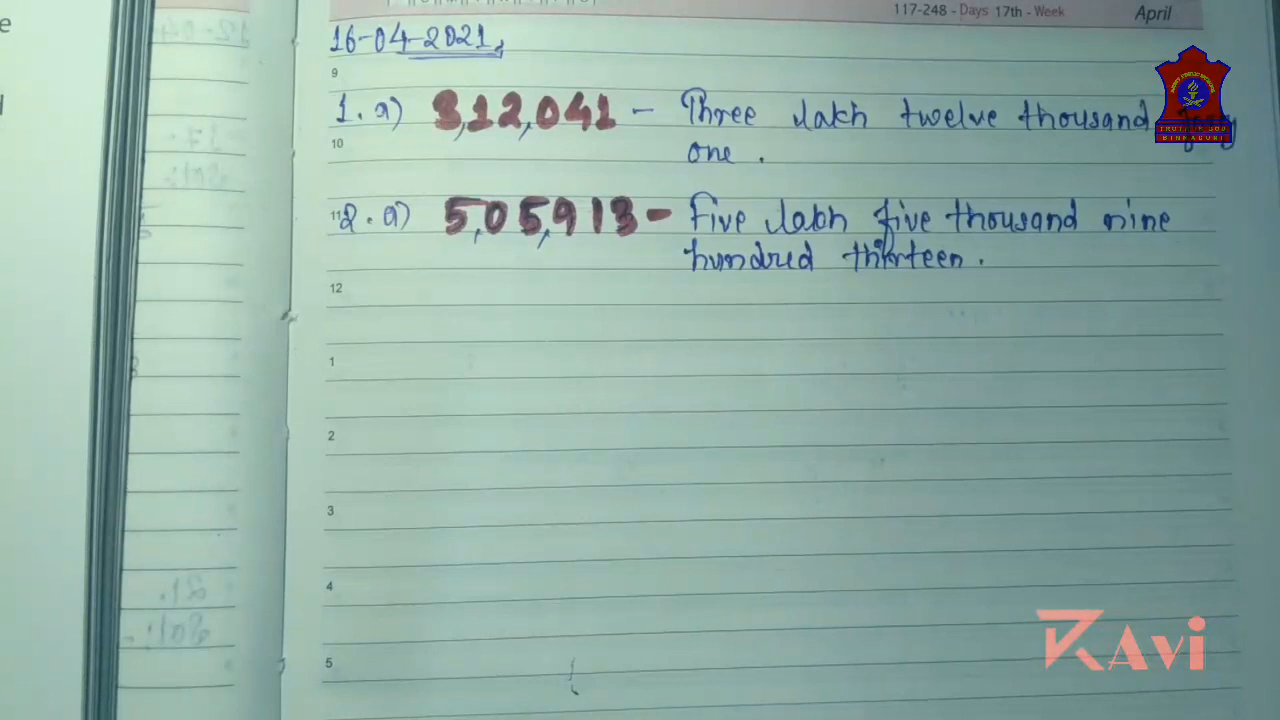 117-248 - Days 17th - Week April
16-04-2021,
9
1. a) 3,12,041 - Three lakh twelve thousand
10
one.
11
2. a) 5,05,913 - Five lakh five thousand nine
hundred thirteen.
12
1
2
3
4
5
RAvi